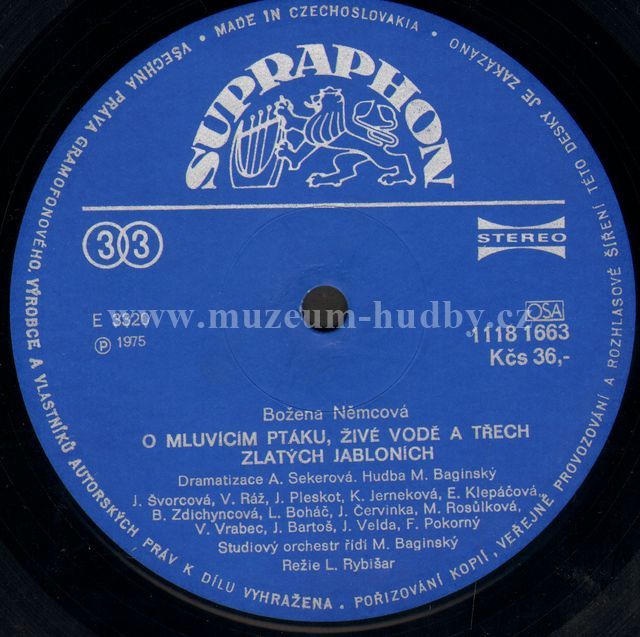 VŠECHNA PRÁVA GRAMOFONOVÉHO VÝROBCE A VLASTNÍKŮ AUTORSKÝCH PRÁV K DÍLU VYHRAŽENA. POŘIZOVÁNÍ KOPIÍ, VEŘEJNÉ PROVOZOVÁNÍ A ROZHLASOVÉ ŠÍŘENÍ TÉTO DESKY JE ZAKÁZÁNO
• MADE IN CZECHOSLOVAKIA •
SUPRAPHON
33
STEREO
E 3320
℗ 1975
www.muzeum-hudby.cz
OSA
1118 1663
Kčs 36,-
Božena Němcová
O MLUVÍCÍM PTÁKU, ŽIVÉ VODĚ A TŘECH
ZLATÝCH JABLONÍCH
Dramatizace A. Sekerová. Hudba M. Baginský
J. Švorcová, V. Ráž, J. Pleskot, K. Jerneková, E. Klepáčová,
B. Zdichyncová, L. Boháč, J. Červinka, M. Rosůlková,
V. Vrabec, J. Bartoš, J. Velda, F. Pokorný
Studiový orchestr řídí M. Baginský
Režie L. Rybišar